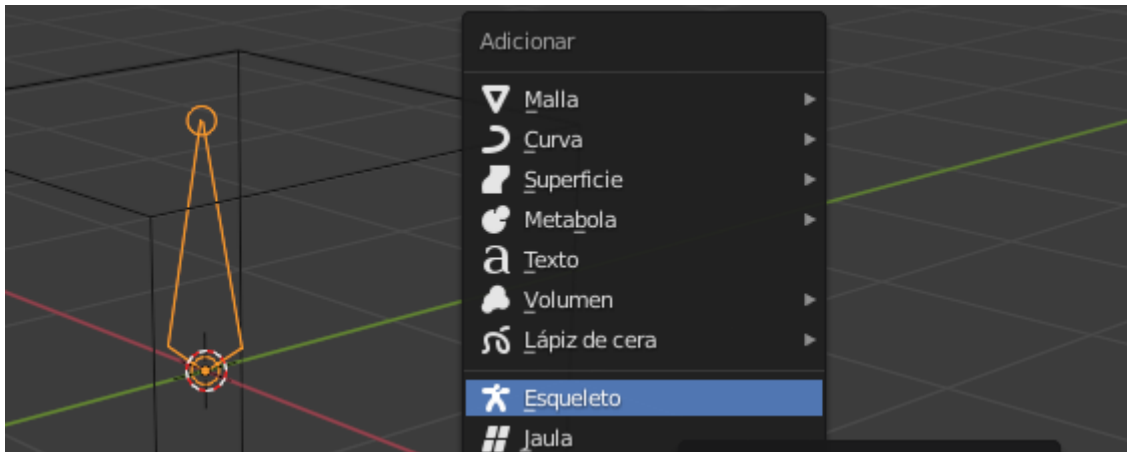 Adicionar
Malla
Curva
Superficie
Metabola
Texto
Volumen
Lápiz de cera
Esqueleto
Jaula